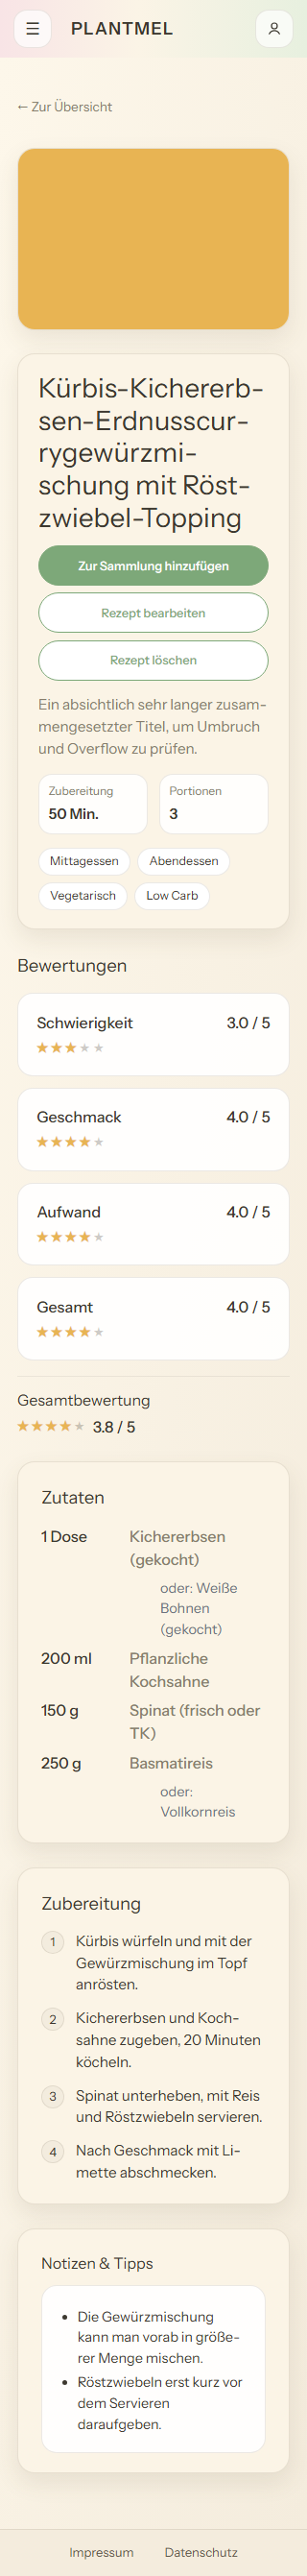 PLANTMEL
← Zur Übersicht
Kürbis-Kichererb-
sen-Erdnusscur-
rygewürzmi-
schung mit Röst-
zwiebel-Topping
Zur Sammlung hinzufügen
Rezept bearbeiten
Rezept löschen
Ein absichtlich sehr langer zusam-
mengesetzter Titel, um Umbruch
und Overflow zu prüfen.
Zubereitung
50 Min.
Portionen
3
Mittagessen
Abendessen
Vegetarisch
Low Carb
Bewertungen
Schwierigkeit 3.0 / 5
★★★★★
Geschmack 4.0 / 5
★★★★★
Aufwand 4.0 / 5
★★★★★
Gesamt 4.0 / 5
★★★★★
Gesamtbewertung
★★★★★ 3.8 / 5
Zutaten
1 Dose Kichererbsen
(gekocht)
oder: Weiße
Bohnen
(gekocht)
200 ml Pflanzliche
Kochsahne
150 g Spinat (frisch oder
TK)
250 g Basmatireis
oder:
Vollkornreis
Zubereitung
1 Kürbis würfeln und mit der
Gewürzmischung im Topf
anrösten.
2 Kichererbsen und Koch-
sahne zugeben, 20 Minuten
köcheln.
3 Spinat unterheben, mit Reis
und Röstzwiebeln servieren.
4 Nach Geschmack mit Li-
mette abschmecken.
Notizen & Tipps
• Die Gewürzmischung
kann man vorab in größe-
rer Menge mischen.
• Röstzwiebeln erst kurz vor
dem Servieren
daraufgeben.
Impressum Datenschutz